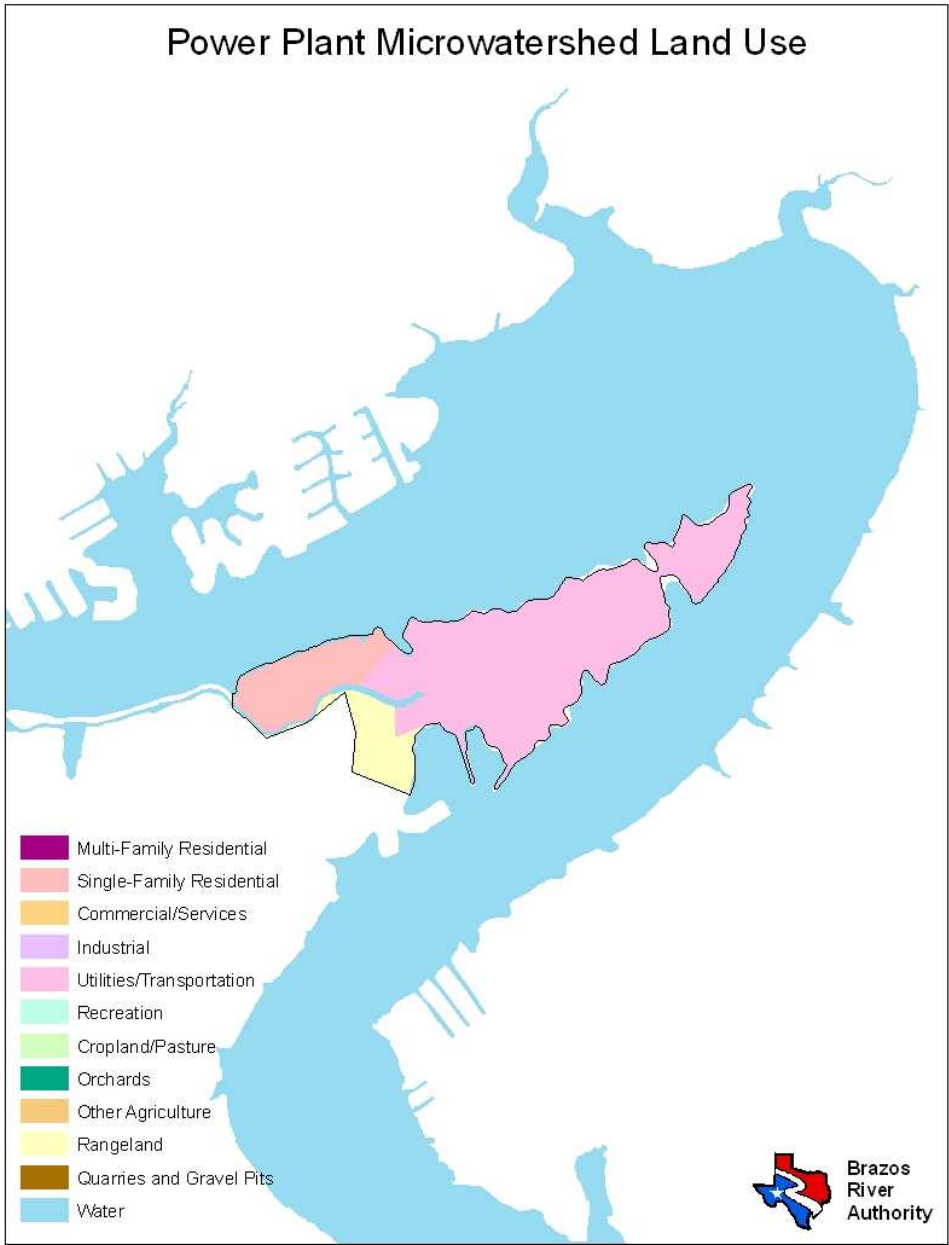 Power Plant Microwatershed Land Use
Multi-Family Residential
Single-Family Residential
Commercial/Services
Industrial
Utilities/Transportation
Recreation
Cropland/Pasture
Orchards
Other Agriculture
Rangeland
Quarries and Gravel Pits
Water
Brazos
River
Authority